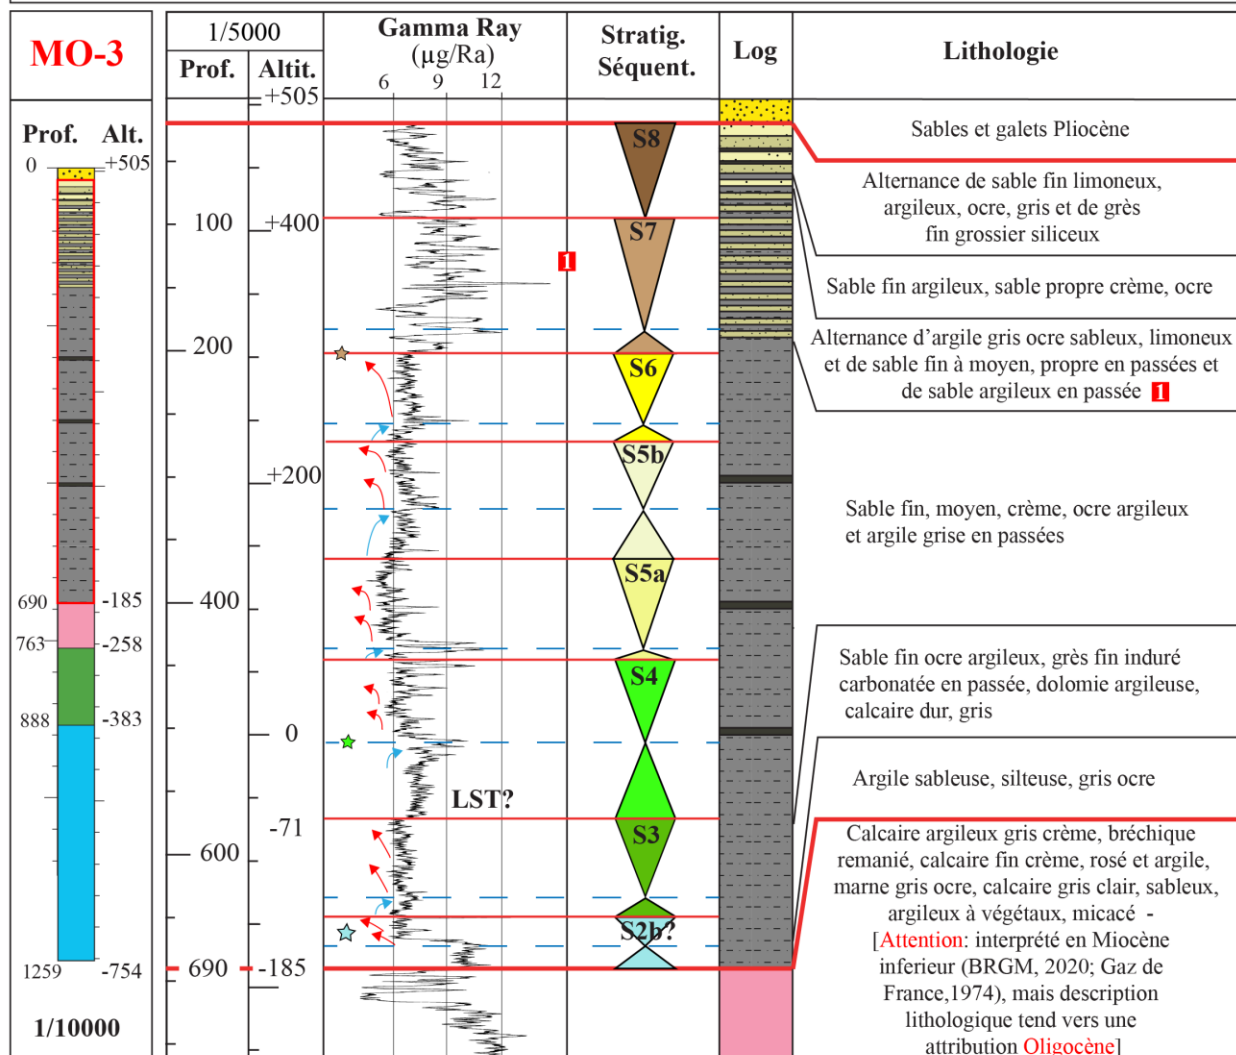 MO-3
Prof. Alt.
0 +505
690 -185
763 -258
888 -383
1259 -754
1/10000
1/5000
Prof. Altit.
+505
100 +400
200
+200
400
0
-71
600
690 -185
Gamma Ray
(µg/Ra)
6 9 12
1
LST?
Stratig.
Séquent.
S8
S7
S6
S5b
S5a
S4
S3
S2b?
Log
Lithologie
Sables et galets Pliocène
Alternance de sable fin limoneux,
argileux, ocre, gris et de grès
fin grossier siliceux
Sable fin argileux, sable propre crème, ocre
Alternance d'argile gris ocre sableux, limoneux
et de sable fin à moyen, propre en passées et
de sable argileux en passée 1
Sable fin, moyen, crème, ocre argileux
et argile grise en passées
Sable fin ocre argileux, grès fin induré
carbonatée en passée, dolomie argileuse,
calcaire dur, gris
Argile sableuse, silteuse, gris ocre
Calcaire argileux gris crème, bréchique
remanié, calcaire fin crème, rosé et argile,
marne gris ocre, calcaire gris clair, sableux,
argileux à végétaux, micacé -
[Attention: interprété en Miocène
inferieur (BRGM, 2020; Gaz de
France,1974), mais description
lithologique tend vers une
attribution Oligocène]